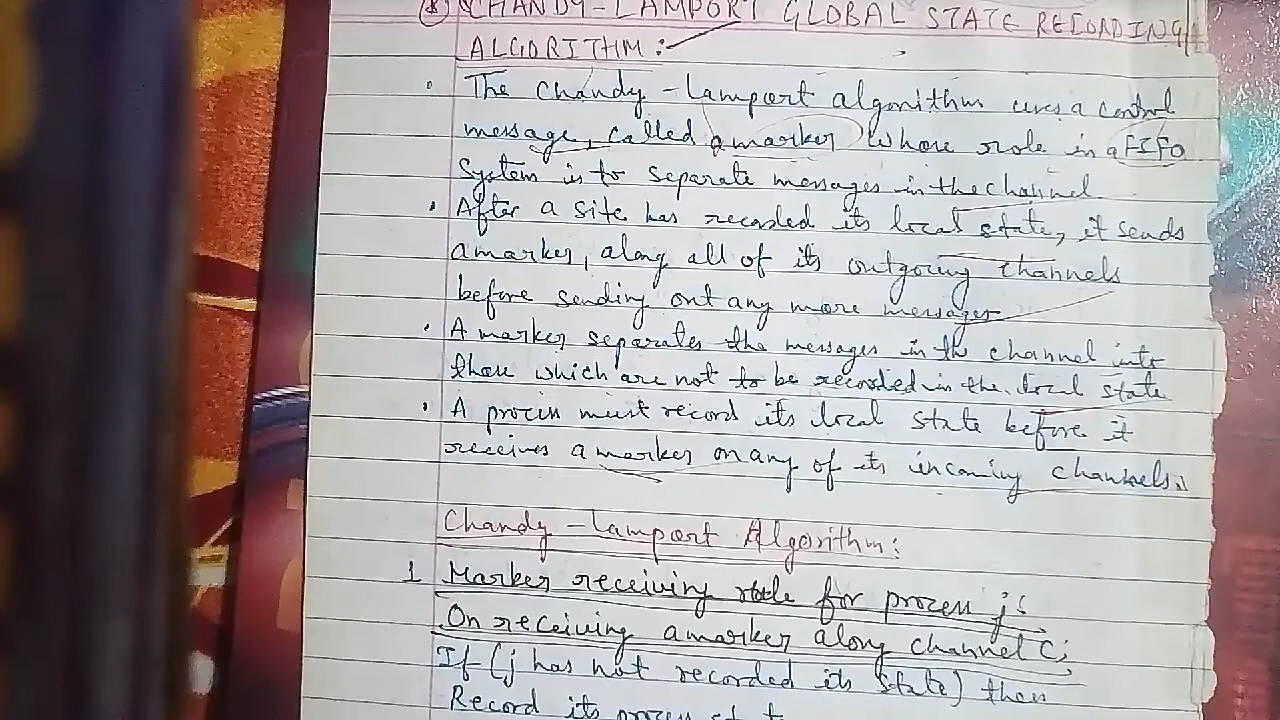 CHANDY-LAMPORT GLOBAL STATE RECORDING
ALGORITHM:-
• The Chandy-Lamport algorithm uses a control
message, called a marker whose role in a FIFO
System is to separate messages in the channel.
• After a site has recorded its local state, it sends
a marker, along all of its outgoing channels
before sending out any more messages
• A marker separates the messages in the channel into
those which are not to be recorded in the local state
• A process must record its local state before it
receives a marker on any of its incoming channels.
Chandy-Lamport Algorithm:
1 Marker receiving rule for process j:
On receiving a marker along channel C;
If (j has not recorded its state) then
Record its process state